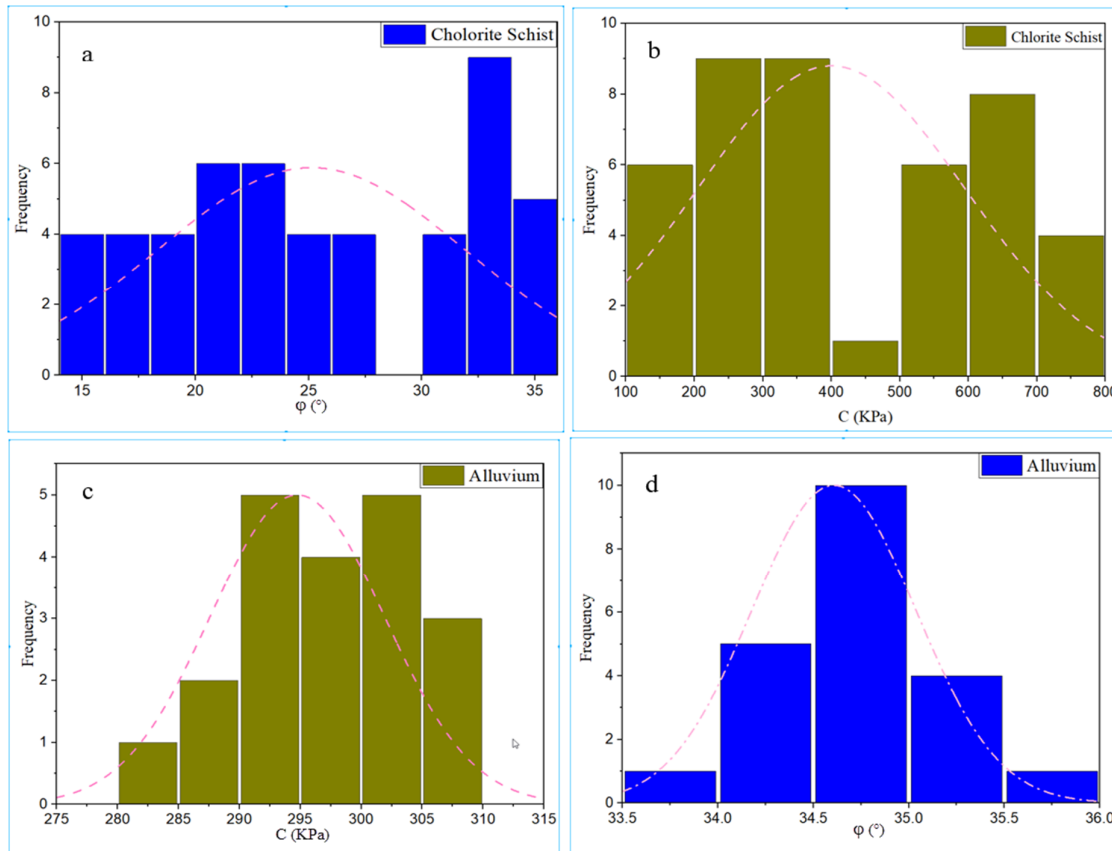 a
Cholorite Schist
10
8
6
4
2
0
Frequency
15 20 25 30 35
φ (°)
b
Chlorite Schist
10
8
6
4
2
0
Frequency
100 200 300 400 500 600 700 800
C (KPa)
c
Alluvium
5
4
3
2
1
0
Frequency
275 280 285 290 295 300 305 310 315
C (KPa)
d
Alluvium
10
8
6
4
2
0
Frequency
33.5 34.0 34.5 35.0 35.5 36.0
φ (°)